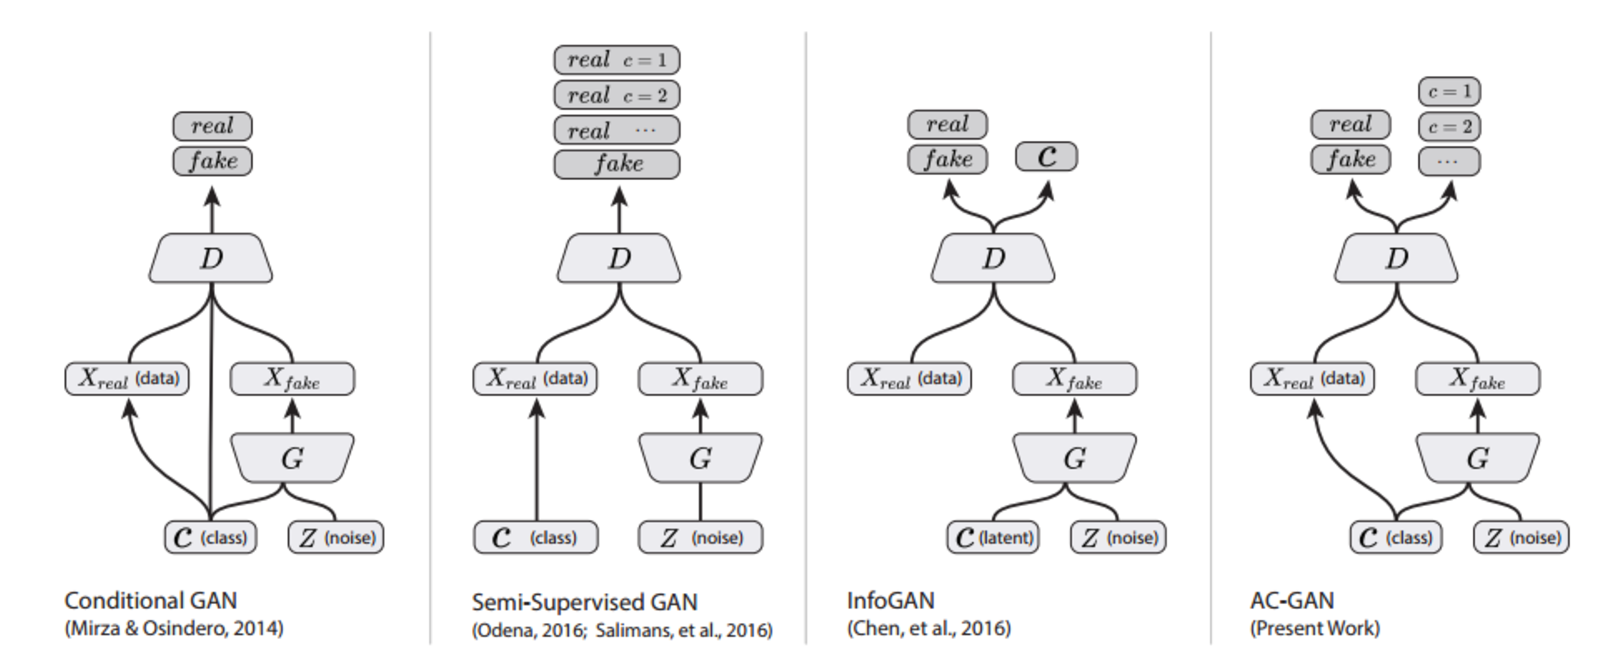 real
fake
D
X_real (data)
X_fake
G
C (class)
Z (noise)
Conditional GAN
(Mirza & Osindero, 2014)
real c = 1
real c = 2
real ...
fake
D
X_real (data)
X_fake
G
C (class)
Z (noise)
Semi-Supervised GAN
(Odena, 2016; Salimans, et al., 2016)
real
fake
C
D
X_real (data)
X_fake
G
C (latent)
Z (noise)
InfoGAN
(Chen, et al., 2016)
real
fake
c = 1
c = 2
...
D
X_real (data)
X_fake
G
C (class)
Z (noise)
AC-GAN
(Present Work)